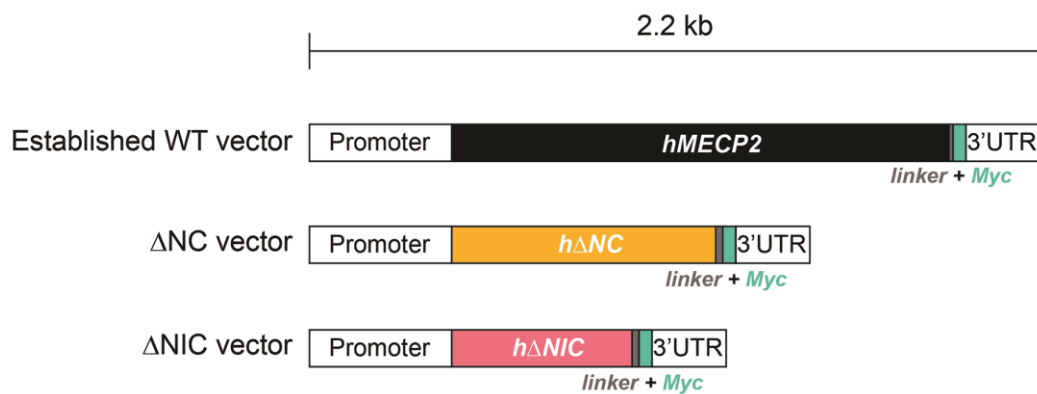 2.2 kb
Established WT vector Promoter hMECP2 3'UTR
linker + Myc
ΔNC vector Promoter hΔNC 3'UTR
linker + Myc
ΔNIC vector Promoter hΔNIC 3'UTR
linker + Myc